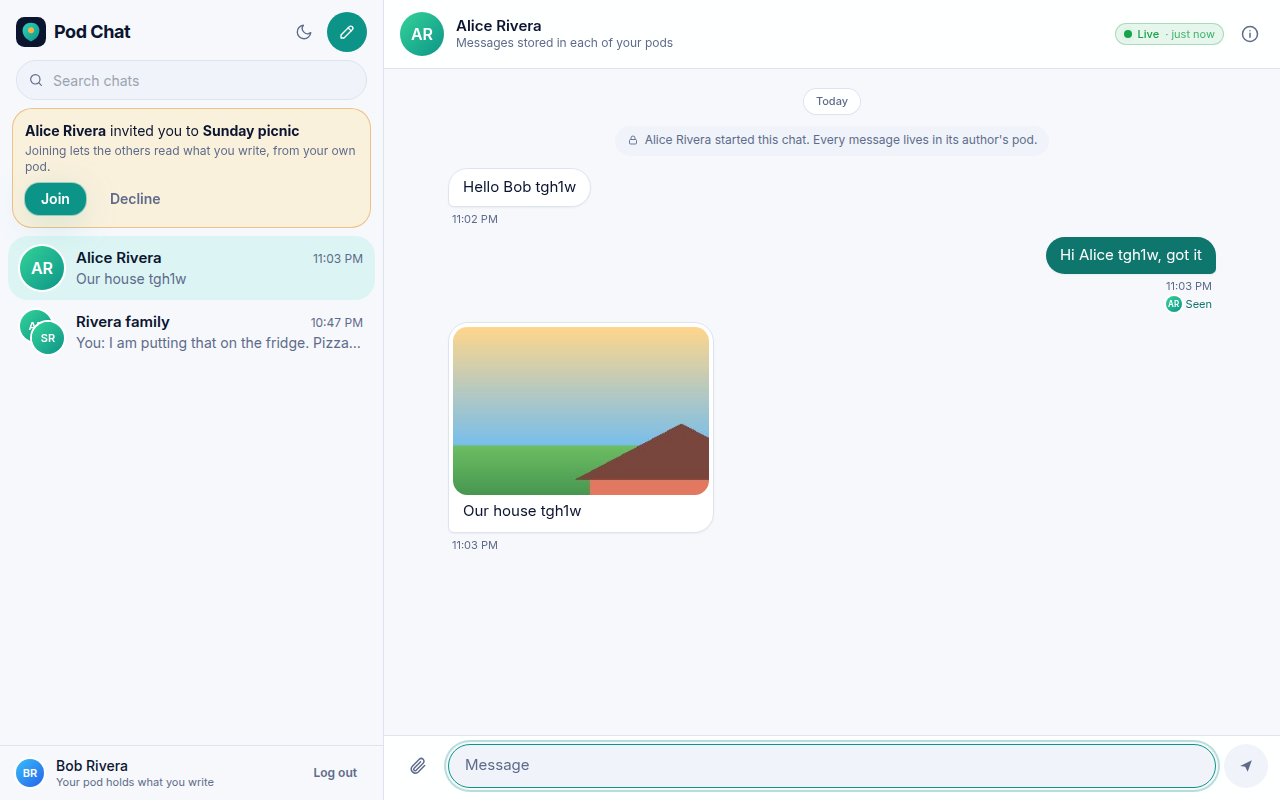 Pod Chat
Search chats
Alice Rivera invited you to Sunday picnic
Joining lets the others read what you write, from your own
pod.
Join
Decline
AR
Alice Rivera
11:03 PM
Our house tgh1w
SR
Rivera family
10:47 PM
You: I am putting that on the fridge. Pizza...
BR
Bob Rivera
Your pod holds what you write
Log out
AR
Alice Rivera
Messages stored in each of your pods
Live · just now
Today
Alice Rivera started this chat. Every message lives in its author's pod.
Hello Bob tgh1w
11:02 PM
Hi Alice tgh1w, got it
11:03 PM
AR Seen
Our house tgh1w
11:03 PM
Message